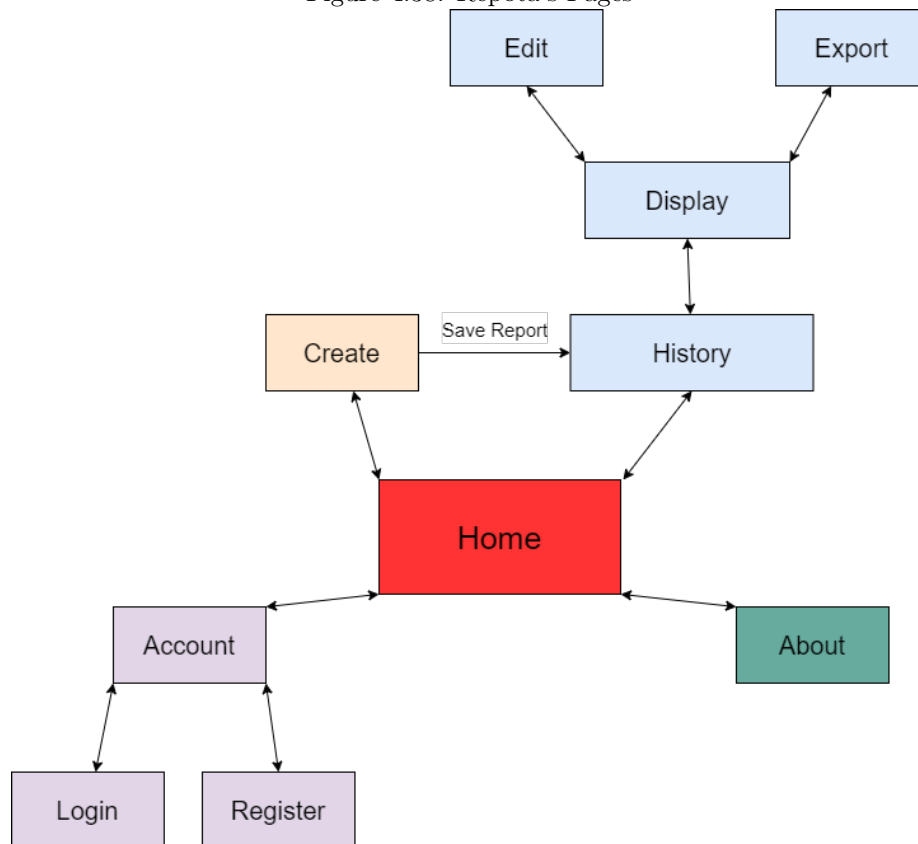 Edit
Export
Display
Save Report
Create
History
Home
Account
About
Login
Register